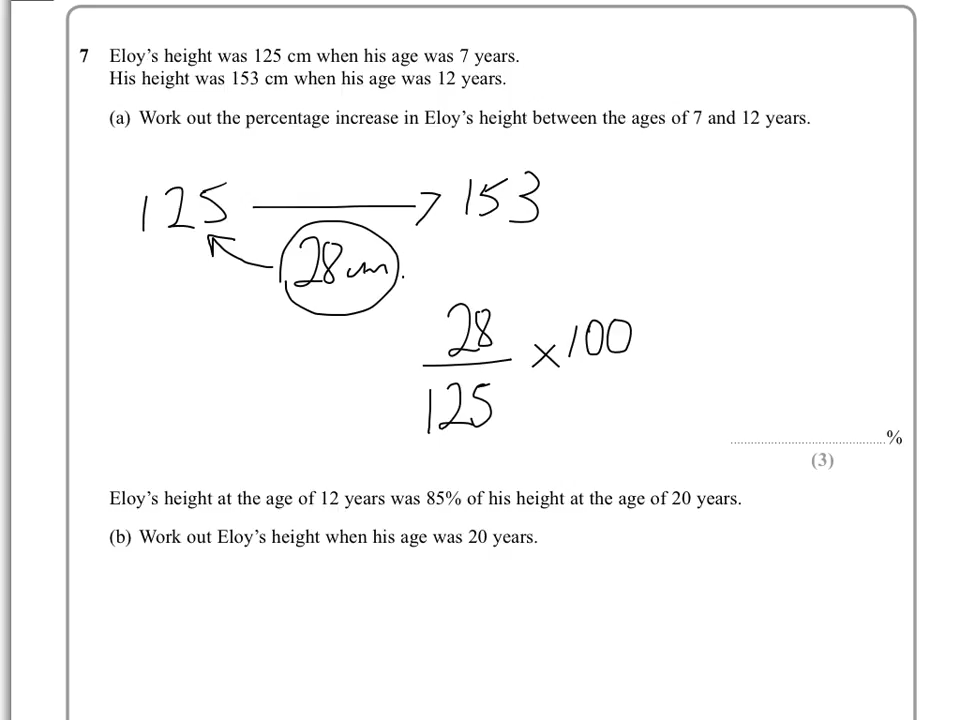 7 Eloy's height was 125 cm when his age was 7 years.
His height was 153 cm when his age was 12 years.
(a) Work out the percentage increase in Eloy's height between the ages of 7 and 12 years.
125 → 153
28 cm.
28
× 100
125
%
(3)
Eloy's height at the age of 12 years was 85% of his height at the age of 20 years.
(b) Work out Eloy's height when his age was 20 years.